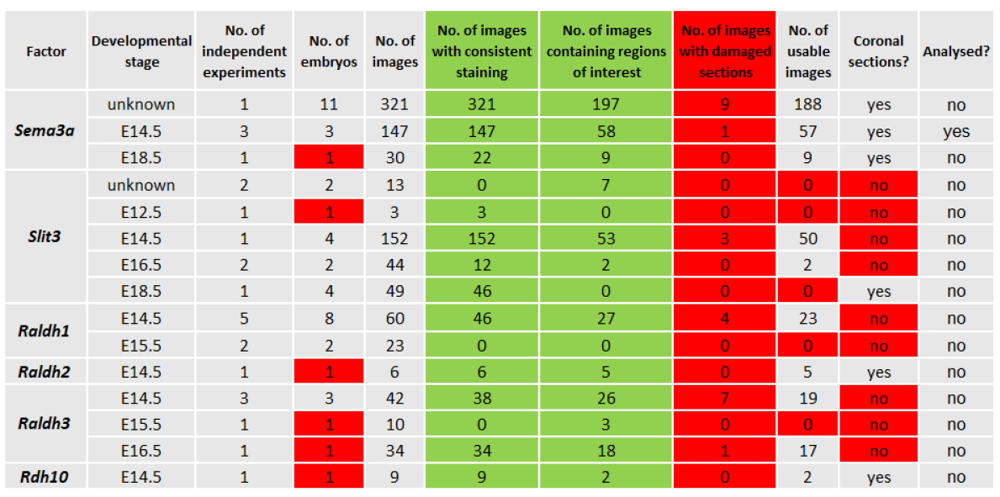 Factor Developmental stage No. of independent experiments No. of embryos No. of images No. of images with consistent staining No. of images containing regions of interest No. of images with damaged sections No. of usable images Coronal sections? Analysed?
Sema3a unknown 1 11 321 321 197 9 188 yes no
E14.5 3 3 147 147 58 1 57 yes yes
E18.5 1 1 30 22 9 0 9 yes no
Slit3 unknown 2 2 13 0 7 0 0 no no
E12.5 1 1 3 3 0 0 0 no no
E14.5 1 4 152 152 53 3 50 no no
E16.5 2 2 44 12 2 0 2 no no
E18.5 1 4 49 46 0 0 0 yes no
Raldh1 E14.5 5 8 60 46 27 4 23 no no
E15.5 2 2 23 0 0 0 0 no no
Raldh2 E14.5 1 1 6 6 5 0 5 yes no
Raldh3 E14.5 3 3 42 38 26 7 19 no no
E15.5 1 1 10 0 3 0 0 no no
E16.5 1 1 34 34 18 1 17 no no
Rdh10 E14.5 1 1 9 9 2 0 2 yes no